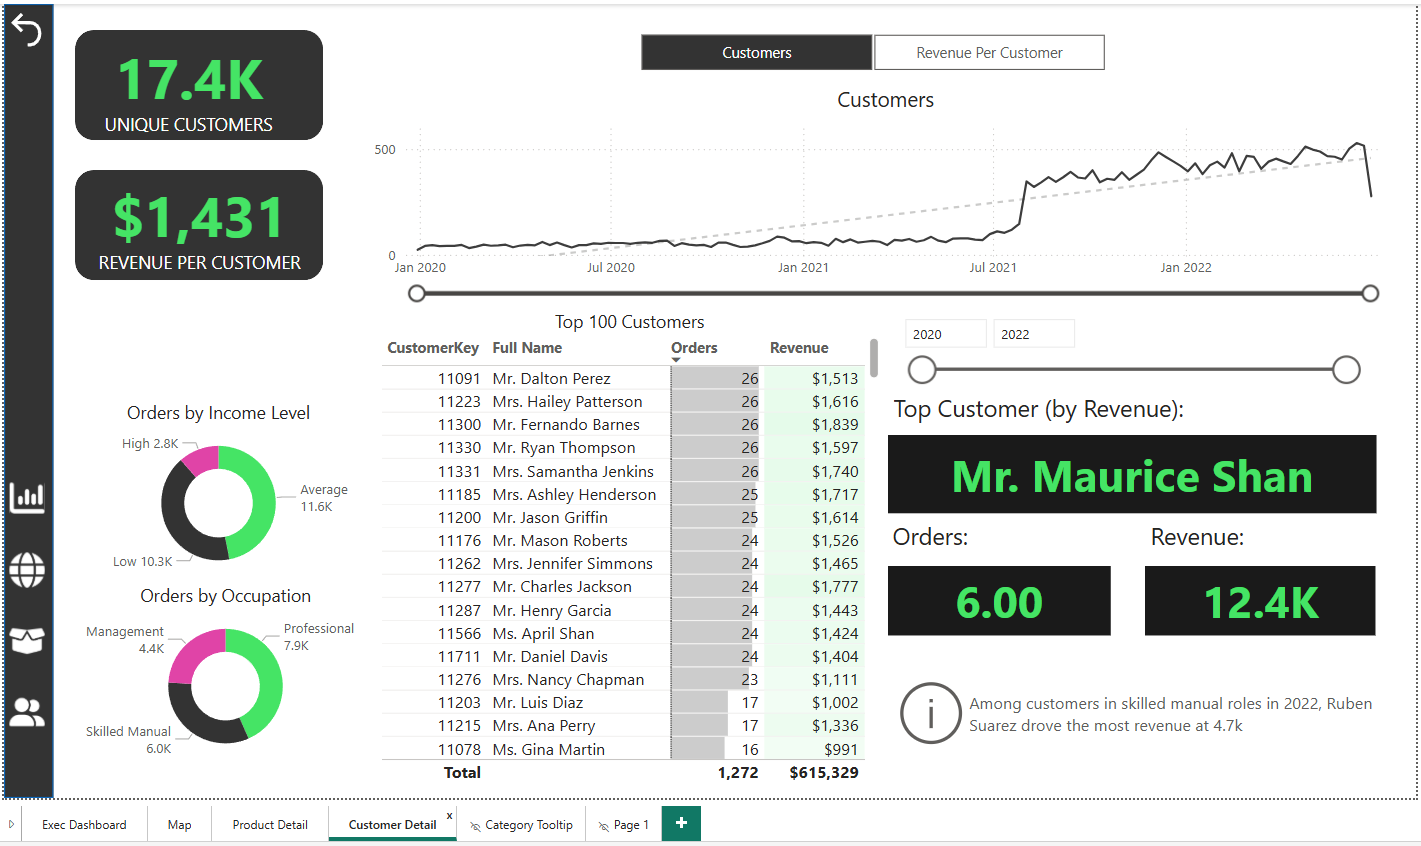 17.4K
UNIQUE CUSTOMERS
$1,431
REVENUE PER CUSTOMER
Customers
Revenue Per Customer
Customers
500
0
Jan 2020
Jul 2020
Jan 2021
Jul 2021
Jan 2022
Orders by Income Level
High 2.8K
Average
11.6K
Low 10.3K
Orders by Occupation
Management
4.4K
Professional
7.9K
Skilled Manual
6.0K
Top 100 Customers
CustomerKey Full Name Orders Revenue
11091 Mr. Dalton Perez 26 $1,513
11223 Mrs. Hailey Patterson 26 $1,616
11300 Mr. Fernando Barnes 26 $1,839
11330 Mr. Ryan Thompson 26 $1,597
11331 Mrs. Samantha Jenkins 26 $1,740
11185 Mrs. Ashley Henderson 25 $1,717
11200 Mr. Jason Griffin 25 $1,614
11176 Mr. Mason Roberts 24 $1,526
11262 Mrs. Jennifer Simmons 24 $1,465
11277 Mr. Charles Jackson 24 $1,777
11287 Mr. Henry Garcia 24 $1,443
11566 Ms. April Shan 24 $1,424
11711 Mr. Daniel Davis 24 $1,404
11276 Mrs. Nancy Chapman 23 $1,111
11203 Mr. Luis Diaz 17 $1,002
11215 Mrs. Ana Perry 17 $1,336
11078 Ms. Gina Martin 16 $991
Total 1,272 $615,329
2020
2022
Top Customer (by Revenue):
Mr. Maurice Shan
Orders:
Revenue:
6.00
12.4K
i
Among customers in skilled manual roles in 2022, Ruben
Suarez drove the most revenue at 4.7k
Exec Dashboard
Map
Product Detail
Customer Detail
x
Category Tooltip
Page 1
+